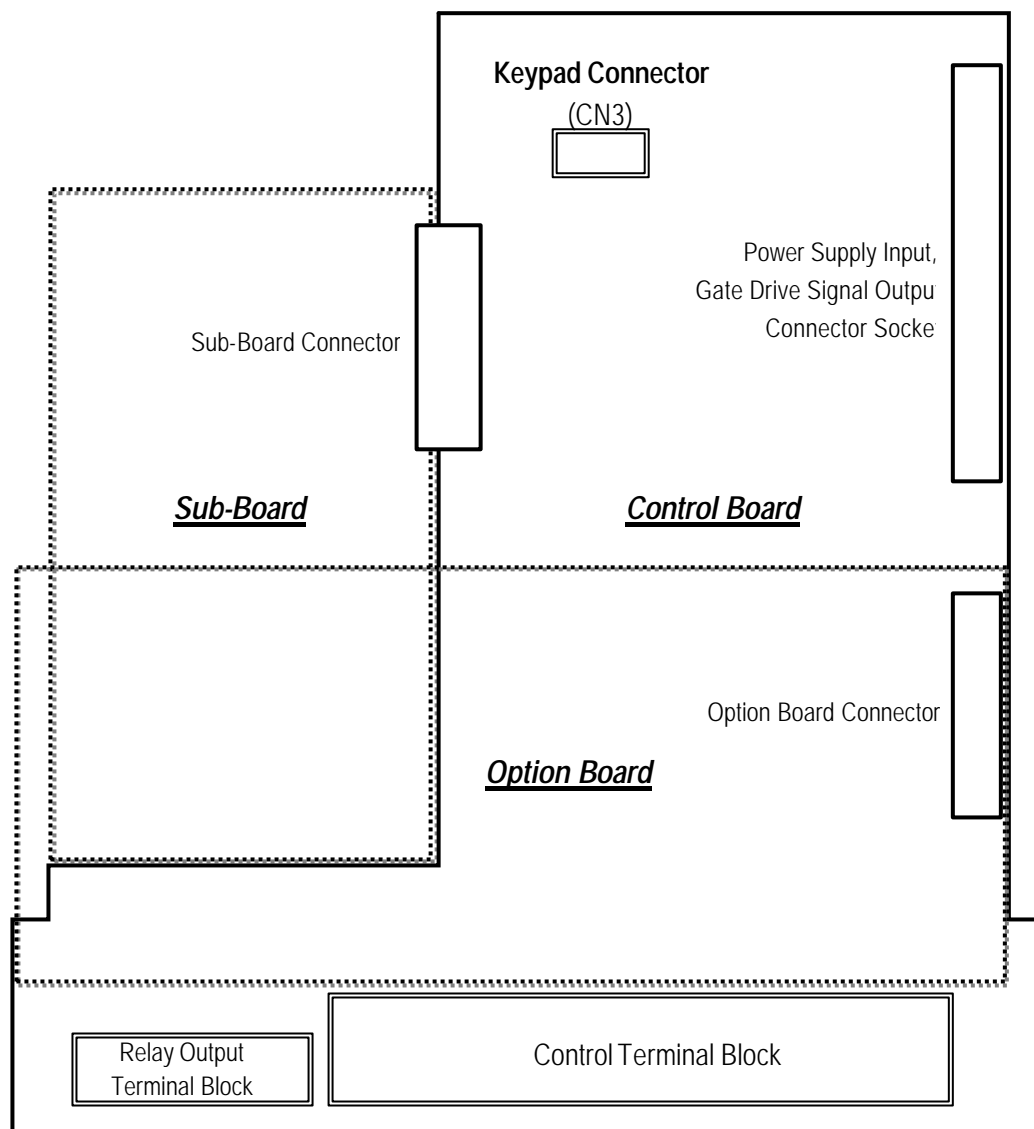 Keypad Connector
(CN3)
Power Supply Input,
Gate Drive Signal Outpu
Connector Socke
Sub-Board Connector
Sub-Board
Control Board
Option Board Connector
Option Board
Relay Output
Terminal Block
Control Terminal Block